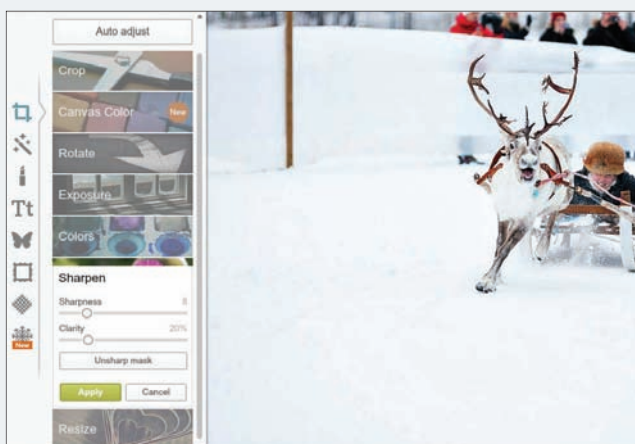 Auto adjust
Crop
Canvas Color New
Rotate
Exposure
Colors
Sharpen
Sharpness 8
Clarity 20%
Unsharp mask
Apply Cancel
Resize
Tt
New